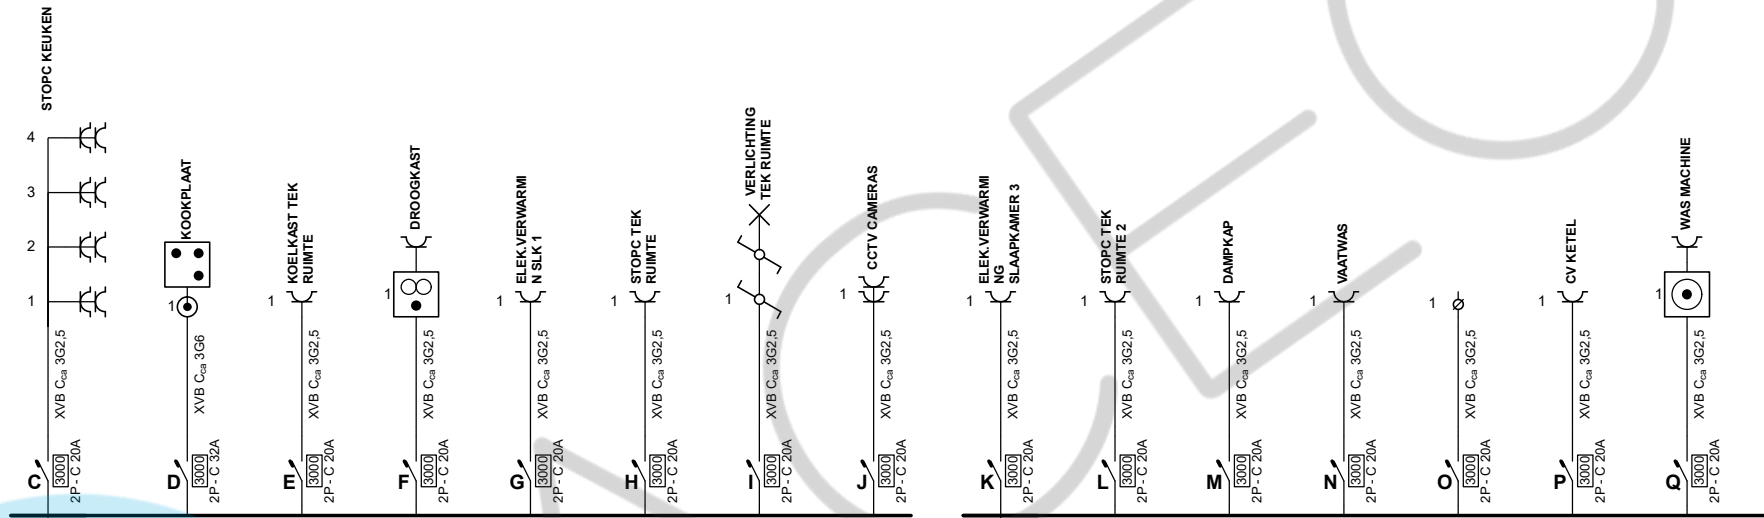 STOPC KEUKEN
4
3
2
1
XVB Cca 3G2,5
C
3000
2P - C 20A
KOOKPLAAT
1
XVB Cca 3G6
D
3000
2P - C 32A
KOELKAST TEK
RUIMTE
1
XVB Cca 3G2,5
E
3000
2P - C 20A
DROOGKAST
1
XVB Cca 3G2,5
F
3000
2P - C 20A
ELEK.VERWARMI
N SLK 1
1
XVB Cca 3G2,5
G
3000
2P - C 20A
STOPC TEK
RUIMTE
1
XVB Cca 3G2,5
H
3000
2P - C 20A
VERLICHTING
TEK RUIMTE
1
XVB Cca 3G2,5
I
3000
2P - C 20A
CCTV CAMERAS
1
XVB Cca 3G2,5
J
3000
2P - C 20A
ELEK.VERWARMI
NG
SLAAPKAMER 3
1
XVB Cca 3G2,5
K
3000
2P - C 20A
STOPC TEK
RUIMTE 2
1
XVB Cca 3G2,5
L
3000
2P - C 20A
DAMPKAP
1
XVB Cca 3G2,5
M
3000
2P - C 20A
VAATWAS
1
XVB Cca 3G2,5
N
3000
2P - C 20A
1
XVB Cca 3G2,5
O
3000
2P - C 20A
CV KETEL
1
XVB Cca 3G2,5
P
3000
2P - C 20A
WAS MACHINE
1
XVB Cca 3G2,5
Q
3000
2P - C 20A